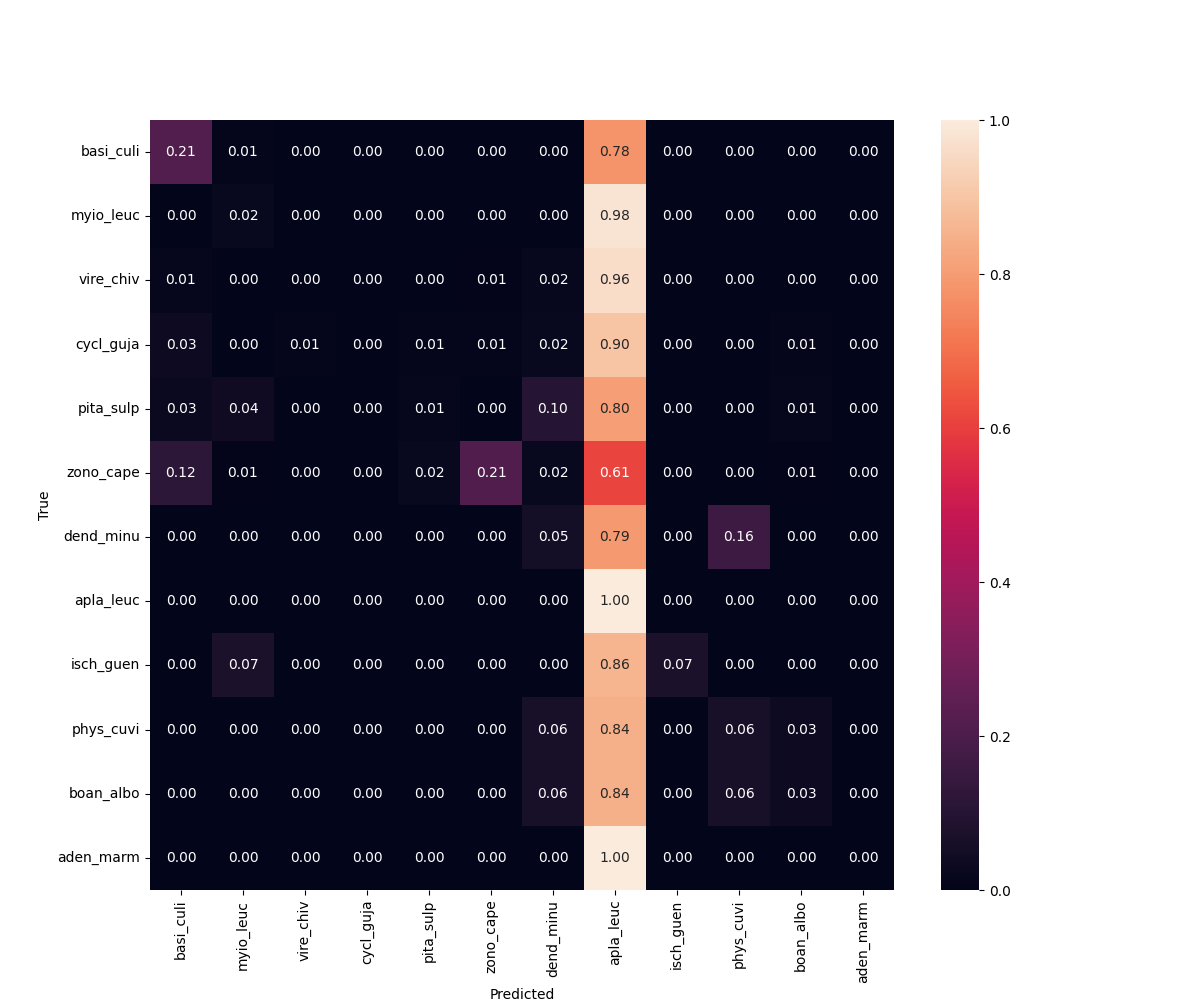 basi_culi 0.21 0.01 0.00 0.00 0.00 0.00 0.00 0.78 0.00 0.00 0.00 0.00
myio_leuc 0.00 0.02 0.00 0.00 0.00 0.00 0.00 0.98 0.00 0.00 0.00 0.00
vire_chiv 0.01 0.00 0.00 0.00 0.00 0.01 0.02 0.96 0.00 0.00 0.00 0.00
cycl_guja 0.03 0.00 0.01 0.00 0.01 0.01 0.02 0.90 0.00 0.00 0.01 0.00
pita_sulp 0.03 0.04 0.00 0.00 0.01 0.00 0.10 0.80 0.00 0.00 0.01 0.00
zono_cape 0.12 0.01 0.00 0.00 0.02 0.21 0.02 0.61 0.00 0.00 0.01 0.00
dend_minu 0.00 0.00 0.00 0.00 0.00 0.00 0.05 0.79 0.00 0.16 0.00 0.00
apla_leuc 0.00 0.00 0.00 0.00 0.00 0.00 0.00 1.00 0.00 0.00 0.00 0.00
isch_guen 0.00 0.07 0.00 0.00 0.00 0.00 0.00 0.86 0.07 0.00 0.00 0.00
phys_cuvi 0.00 0.00 0.00 0.00 0.00 0.00 0.06 0.84 0.00 0.06 0.03 0.00
boan_albo 0.00 0.00 0.00 0.00 0.00 0.00 0.06 0.84 0.00 0.06 0.03 0.00
aden_marm 0.00 0.00 0.00 0.00 0.00 0.00 0.00 1.00 0.00 0.00 0.00 0.00
basi_culi myio_leuc vire_chiv cycl_guja pita_sulp zono_cape dend_minu apla_leuc isch_guen phys_cuvi boan_albo aden_marm
Predicted
True
1.0
0.8
0.6
0.4
0.2
0.0